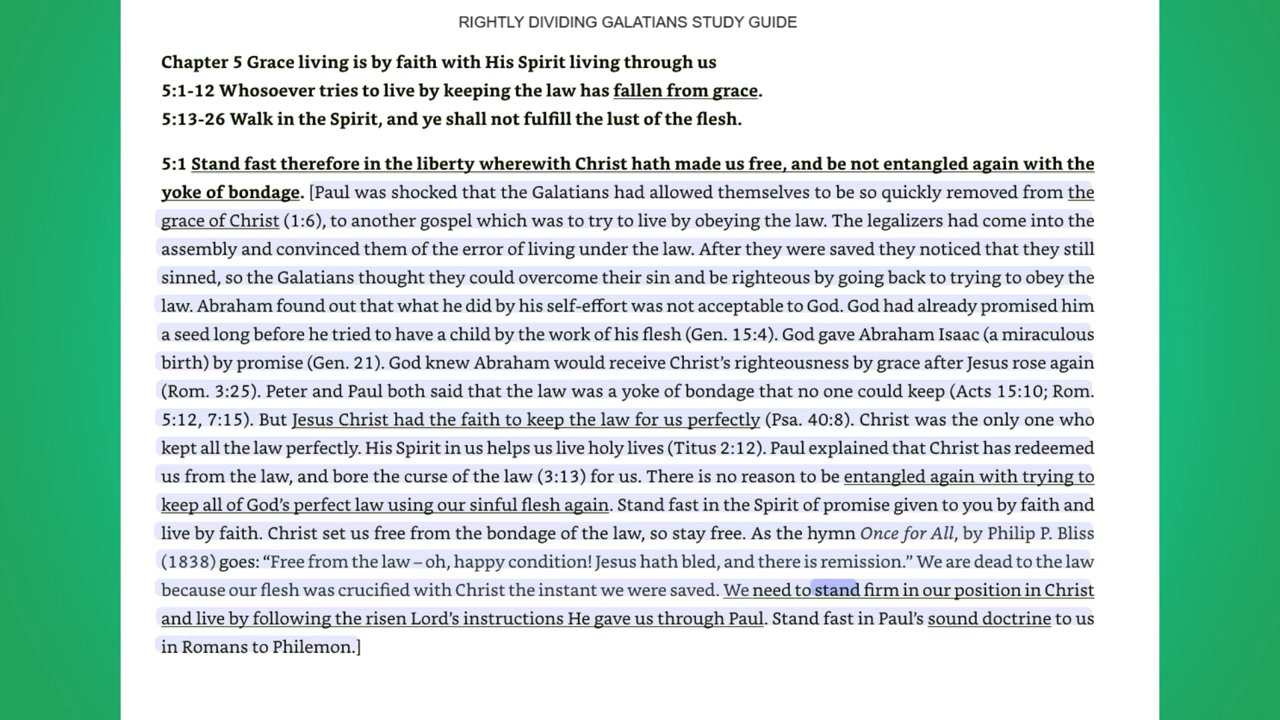 RIGHTLY DIVIDING GALATIANS STUDY GUIDE
Chapter 5 Grace living is by faith with His Spirit living through us
5:1-12 Whosoever tries to live by keeping the law has fallen from grace.
5:13-26 Walk in the Spirit, and ye shall not fulfill the lust of the flesh.
5:1 Stand fast therefore in the liberty wherewith Christ hath made us free, and be not entangled again with the
yoke of bondage. [Paul was shocked that the Galatians had allowed themselves to be so quickly removed from the
grace of Christ (1:6), to another gospel which was to try to live by obeying the law. The legalizers had come into the
assembly and convinced them of the error of living under the law. After they were saved they noticed that they still
sinned, so the Galatians thought they could overcome their sin and be righteous by going back to trying to obey the
law. Abraham found out that what he did by his self-effort was not acceptable to God. God had already promised him
a seed long before he tried to have a child by the work of his flesh (Gen. 15:4). God gave Abraham Isaac (a miraculous
birth) by promise (Gen. 21). God knew Abraham would receive Christ's righteousness by grace after Jesus rose again
(Rom. 3:25). Peter and Paul both said that the law was a yoke of bondage that no one could keep (Acts 15:10; Rom.
5:12, 7:15). But Jesus Christ had the faith to keep the law for us perfectly (Psa. 40:8). Christ was the only one who
kept all the law perfectly. His Spirit in us helps us live holy lives (Titus 2:12). Paul explained that Christ has redeemed
us from the law, and bore the curse of the law (3:13) for us. There is no reason to be entangled again with trying to
keep all of God's perfect law using our sinful flesh again. Stand fast in the Spirit of promise given to you by faith and
live by faith. Christ set us free from the bondage of the law, so stay free. As the hymn Once for All, by Philip P. Bliss
(1838) goes: "Free from the law – oh, happy condition! Jesus hath bled, and there is remission." We are dead to the law
because our flesh was crucified with Christ the instant we were saved. We need to stand firm in our position in Christ
and live by following the risen Lord's instructions He gave us through Paul. Stand fast in Paul's sound doctrine to us
in Romans to Philemon.]